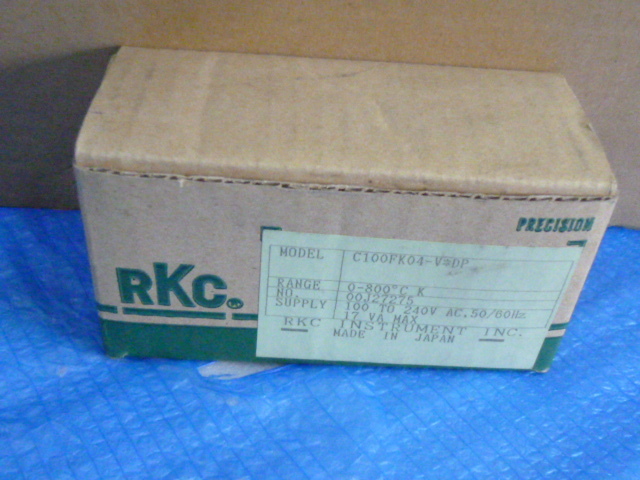 PRECISION
RKC
MODEL C100FK04-V*DP
RANGE 0-800°C K
NO. 00J27275
SUPPLY 100 TO 240V AC.50/60Hz
17 VA MAX
RKC INSTRUMENT INC.
MADE IN JAPAN